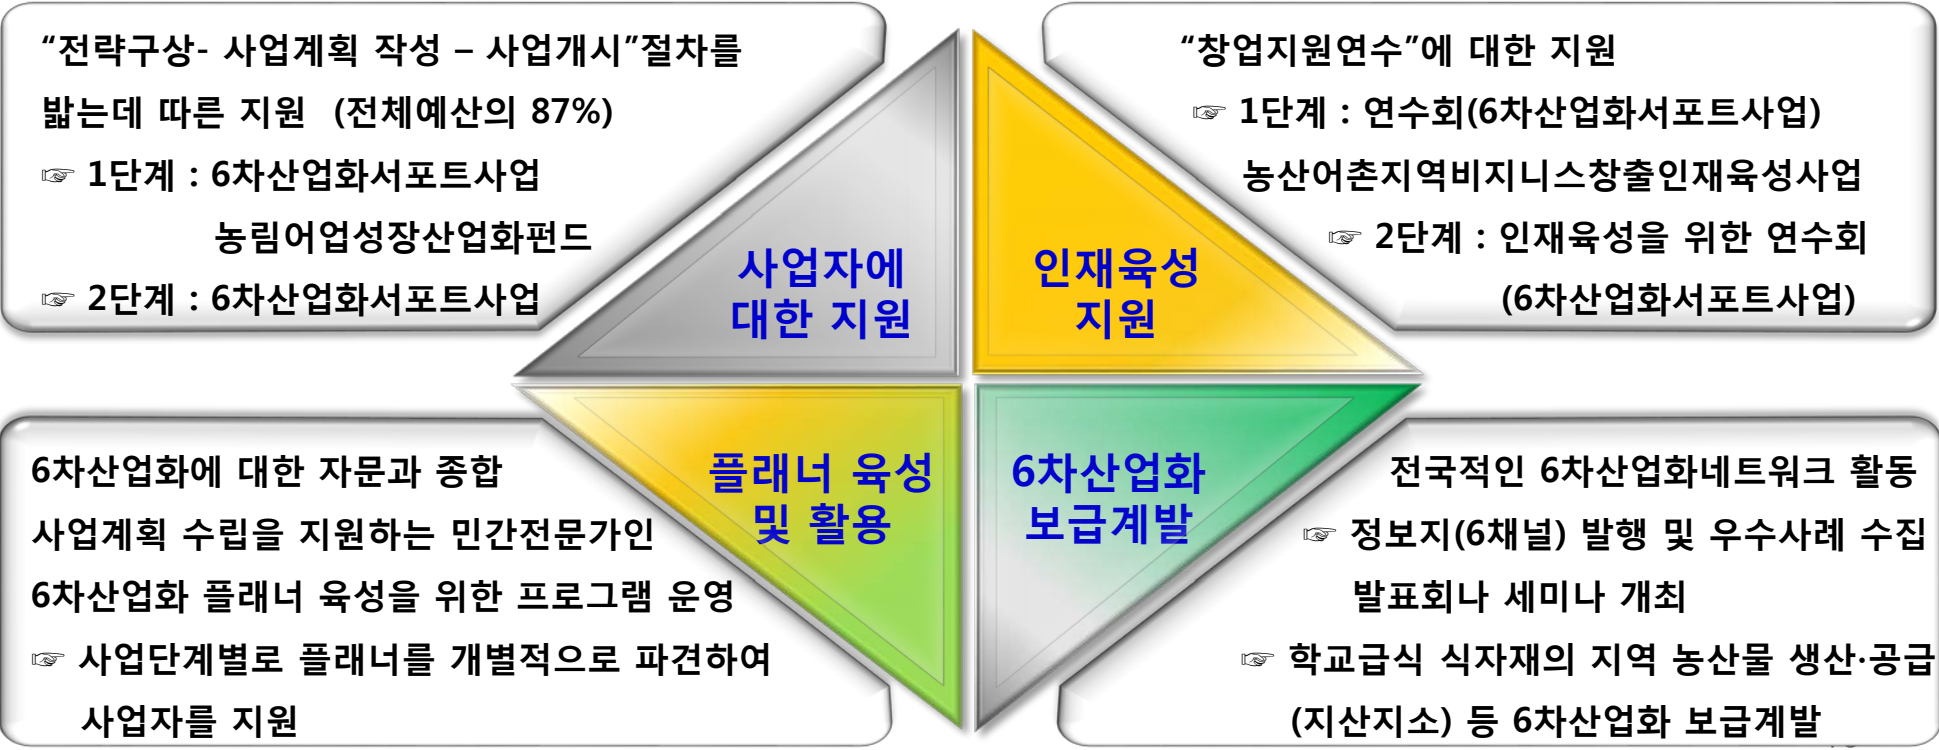 “전략구상- 사업계획 작성 – 사업개시”절차를
밟는데 따른 지원 (전체예산의 87%)
☞ 1단계 : 6차산업화서포트사업
농림어업성장산업화펀드
☞ 2단계 : 6차산업화서포트사업
“창업지원연수”에 대한 지원
☞ 1단계 : 연수회(6차산업화서포트사업)
농산어촌지역비지니스창출인재육성사업
☞ 2단계 : 인재육성을 위한 연수회
(6차산업화서포트사업)
사업자에
대한 지원
인재육성
지원
플래너 육성
및 활용
6차산업화
보급계발
6차산업화에 대한 자문과 종합
사업계획 수립을 지원하는 민간전문가인
6차산업화 플래너 육성을 위한 프로그램 운영
☞ 사업단계별로 플래너를 개별적으로 파견하여
사업자를 지원
전국적인 6차산업화네트워크 활동
☞ 정보지(6채널) 발행 및 우수사례 수집
발표회나 세미나 개최
☞ 학교급식 식자재의 지역 농산물 생산·공급
(지산지소) 등 6차산업화 보급계발